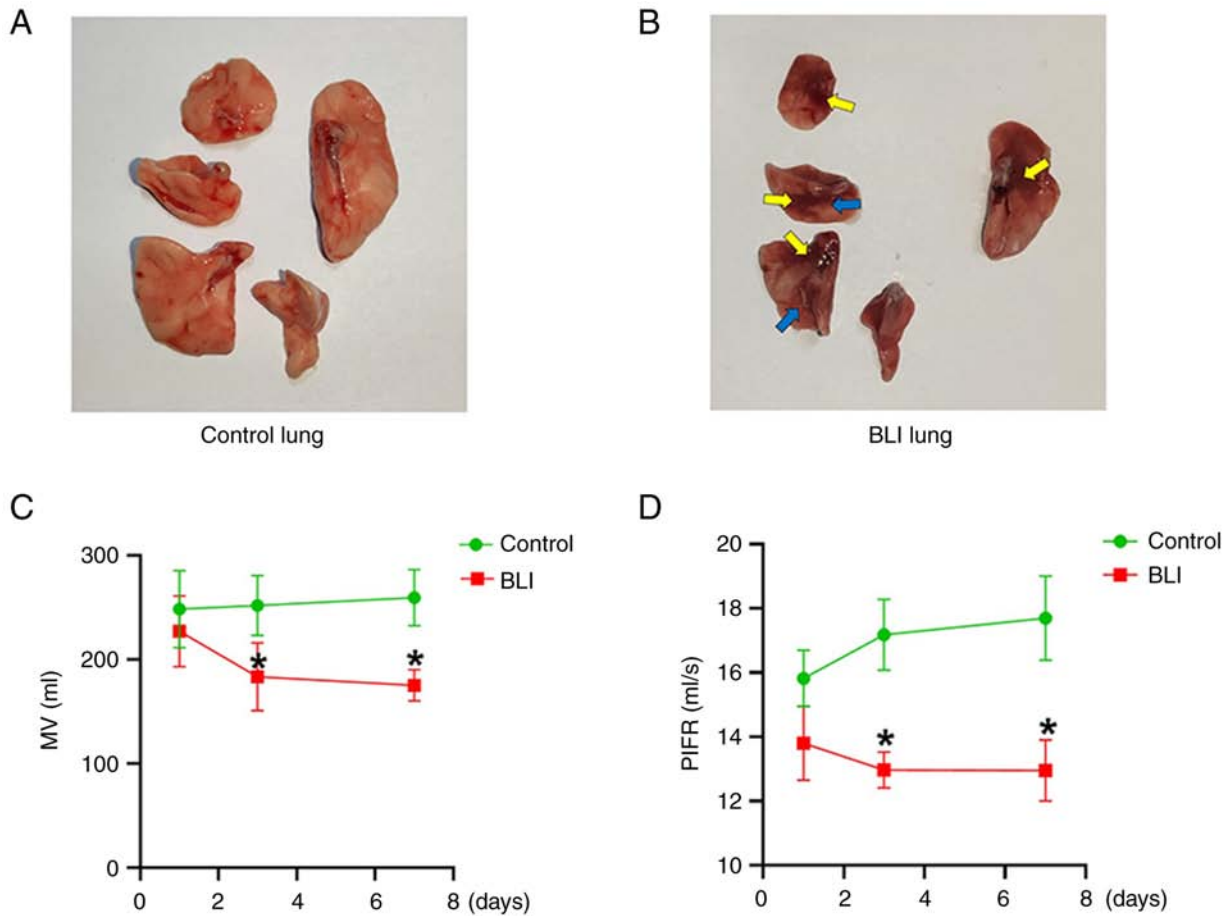 A
B
Control lung
BLI lung
C
Control
BLI
300
200
100
0
MV (ml)
*
*
0 2 4 6 8 (days)
D
Control
BLI
20
18
16
14
12
10
PIFR (ml/s)
*
*
0 2 4 6 8 (days)